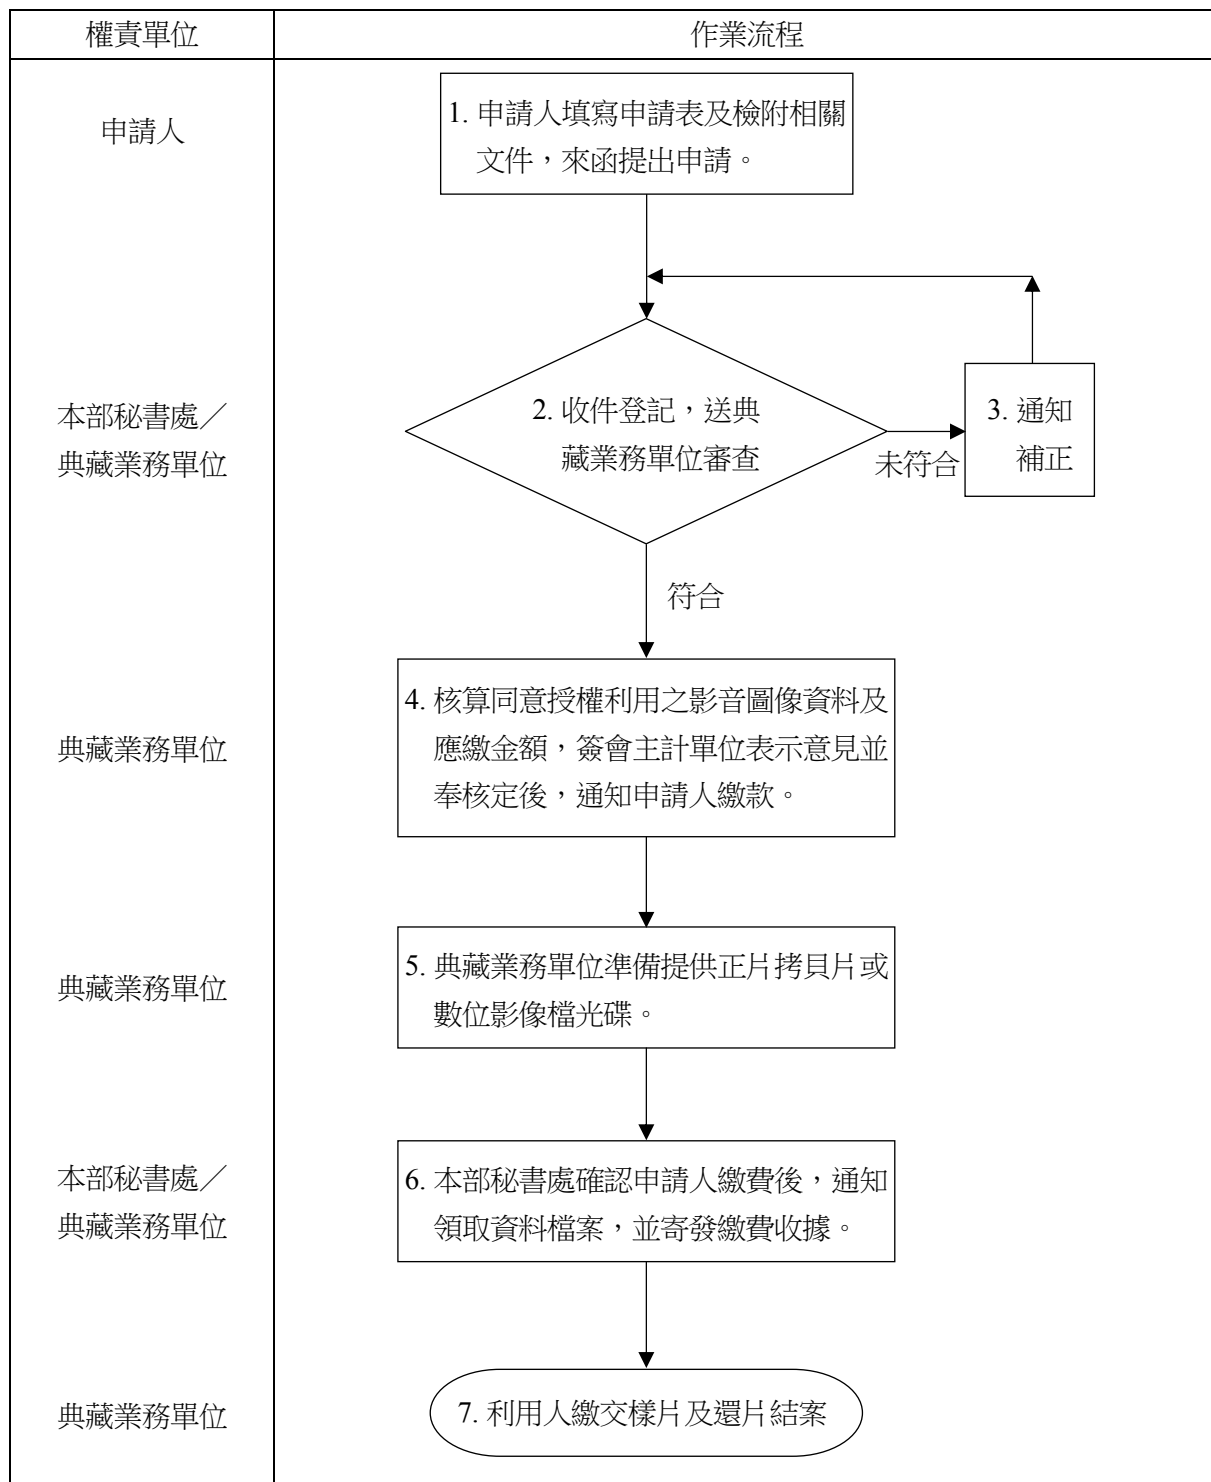 權責單位
作業流程
申請人
1. 申請人填寫申請表及檢附相關
文件，來函提出申請。
本部秘書處／
典藏業務單位
2. 收件登記，送典
藏業務單位審查
未符合
3. 通知
補正
符合
典藏業務單位
4. 核算同意授權利用之影音圖像資料及
應繳金額，簽會主計單位表示意見並
奉核定後，通知申請人繳款。
典藏業務單位
5. 典藏業務單位準備提供正片拷貝片或
數位影像檔光碟。
本部秘書處／
典藏業務單位
6. 本部秘書處確認申請人繳費後，通知
領取資料檔案，並寄發繳費收據。
典藏業務單位
7. 利用人繳交樣片及還片結案